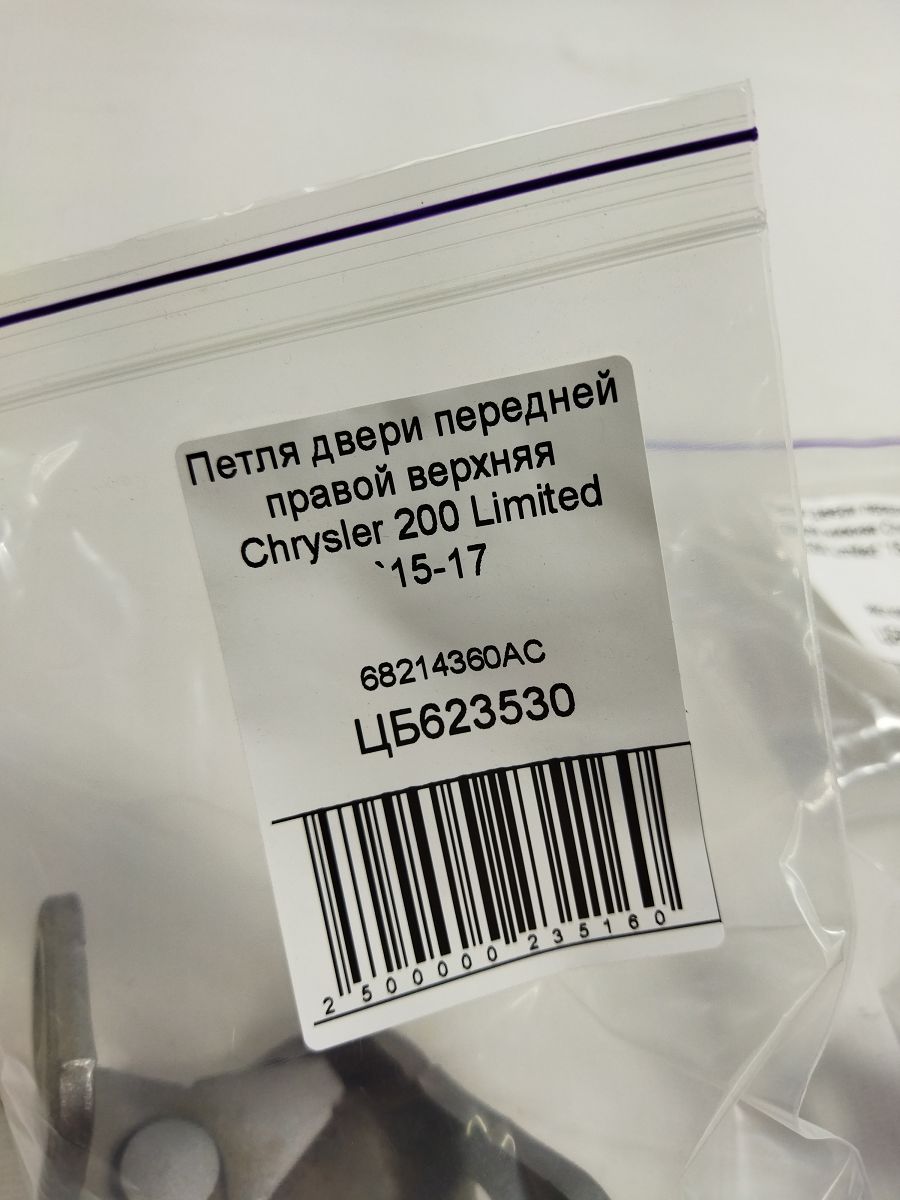 Петля двери передней
правой верхняя
Chrysler 200 Limited
`15-17
68214360AC
ЦБ623530
2500000235160